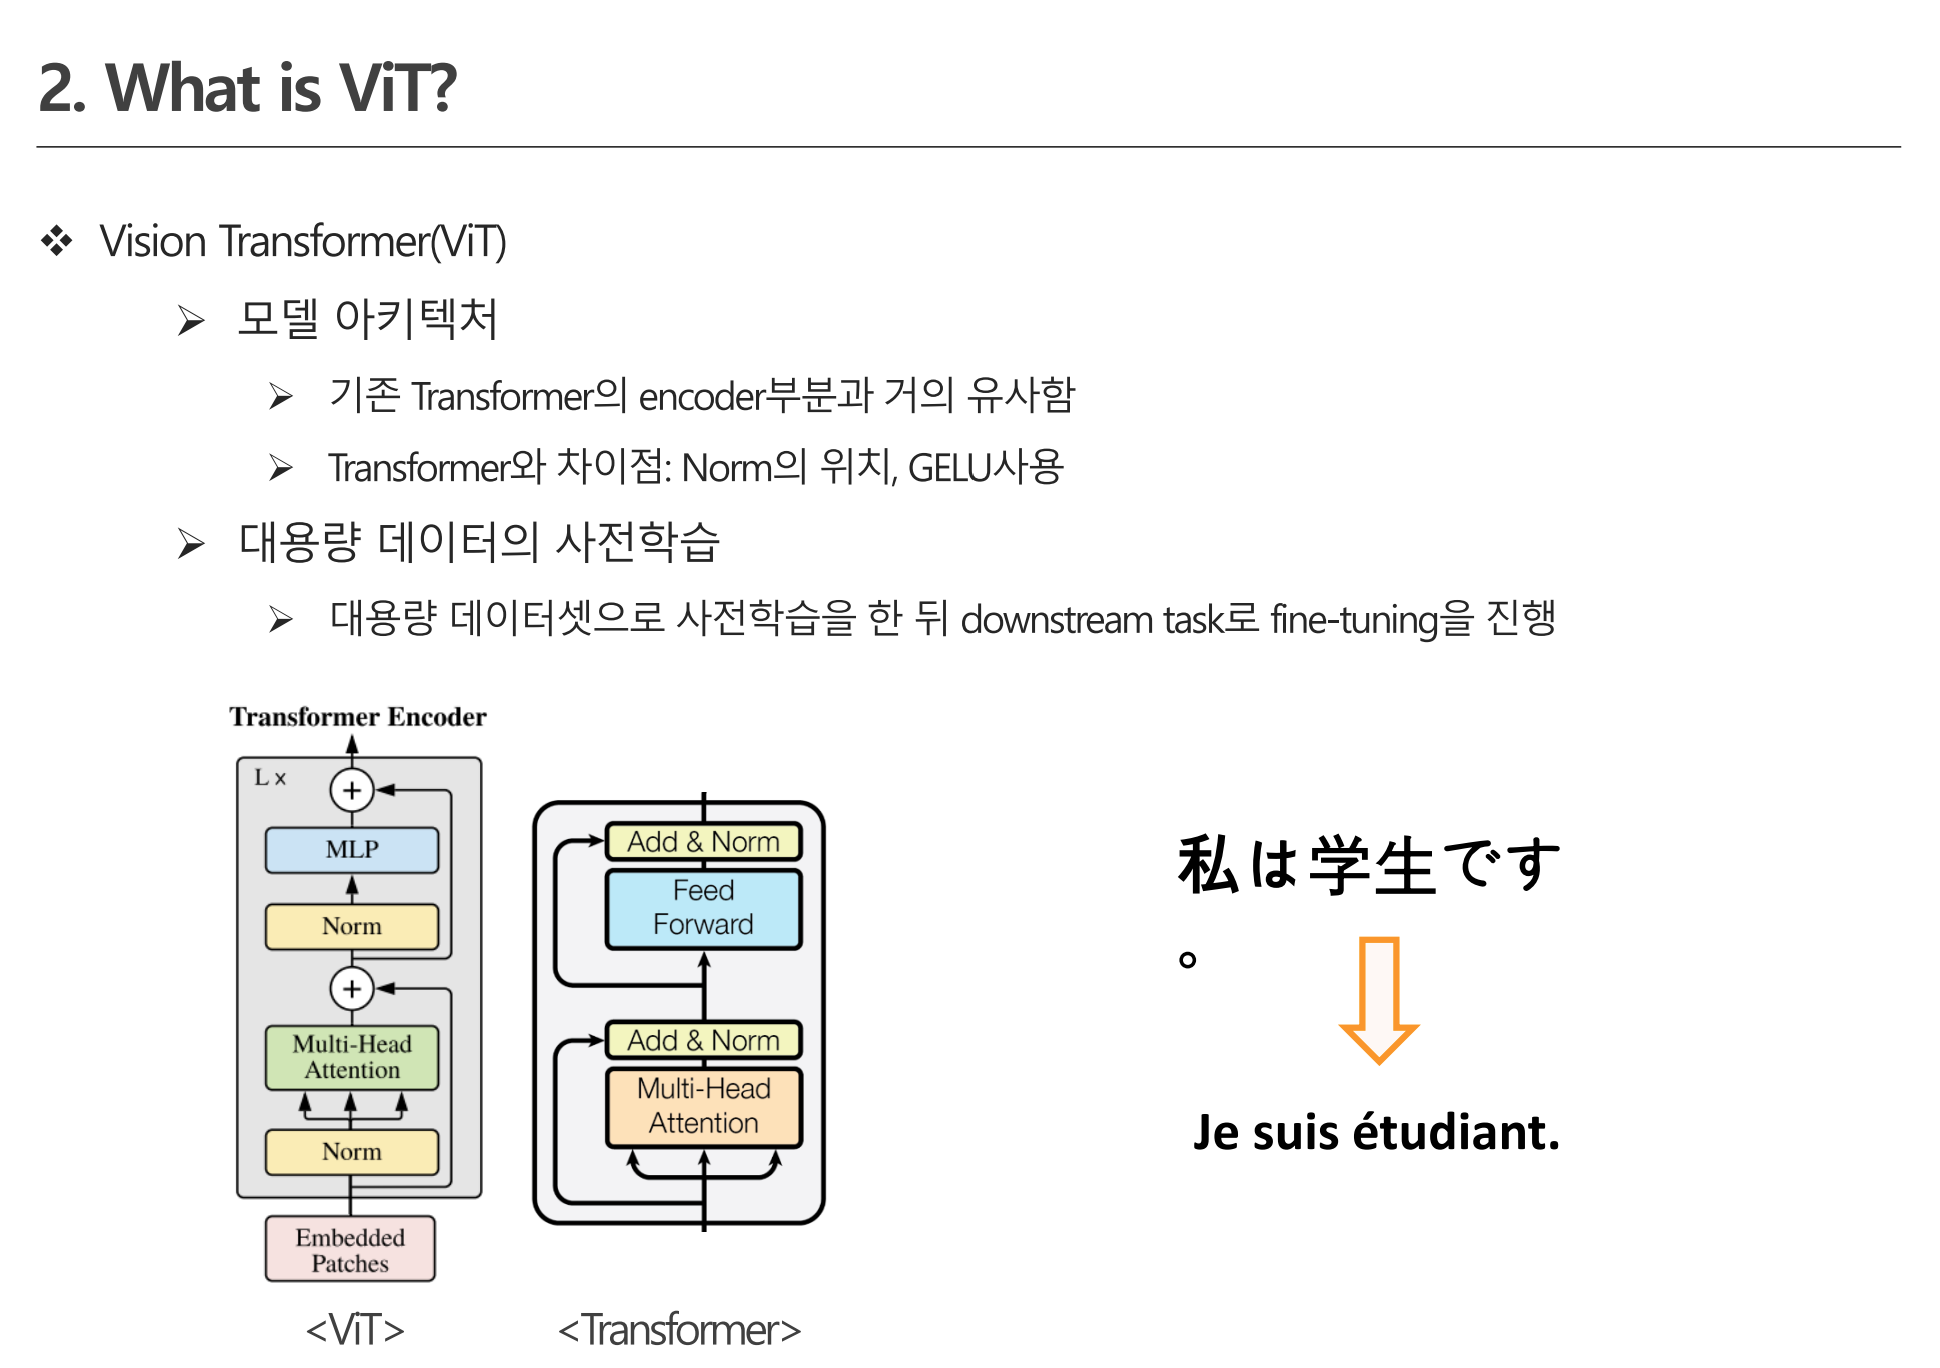 2. What is ViT?
❖ Vision Transformer(ViT)
➢ 모델 아키텍처
➢ 기존 Transformer의 encoder부분과 거의 유사함
➢ Transformer와 차이점: Norm의 위치, GELU사용
➢ 대용량 데이터의 사전학습
➢ 대용량 데이터셋으로 사전학습을 한 뒤 downstream task로 fine-tuning을 진행
Transformer Encoder
L x
+
MLP
Norm
+
Multi-Head
Attention
Norm
Embedded
Patches
<ViT>
Add & Norm
Feed
Forward
Add & Norm
Multi-Head
Attention
<Transformer>
私は学生です
。
Je suis étudiant.